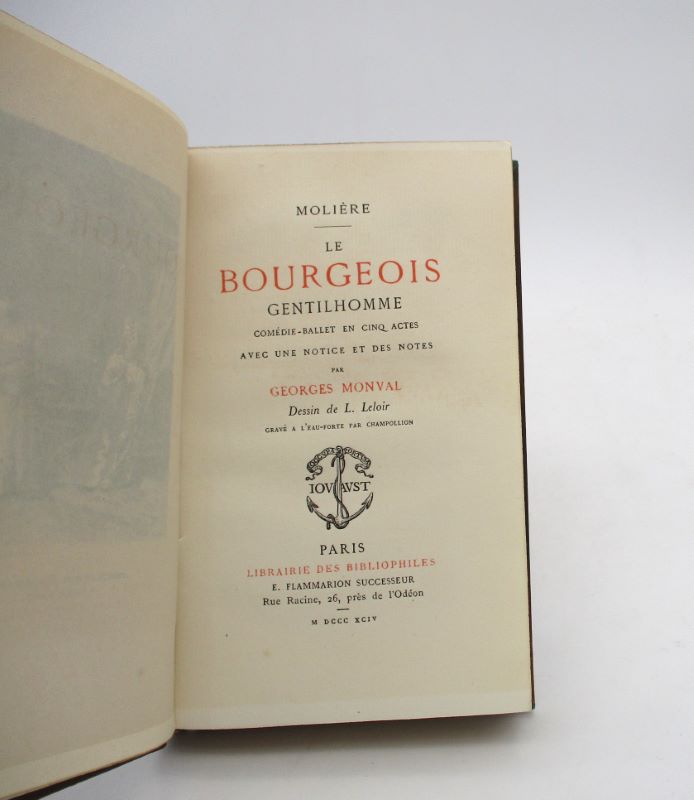 MOLIÈRE
LE
BOURGEOIS
GENTILHOMME
COMÉDIE-BALLET EN CINQ ACTES
AVEC UNE NOTICE ET DES NOTES
PAR
GEORGES MONVAL
Dessin de L. Leloir
GRAVÉ A L'EAU-FORTE PAR CHAMPOLLION
IOVAVST
PARIS
LIBRAIRIE DES BIBLIOPHILES
E. FLAMMARION SUCCESSEUR
Rue Racine, 26, près de l'Odéon
M DCCC XCIV